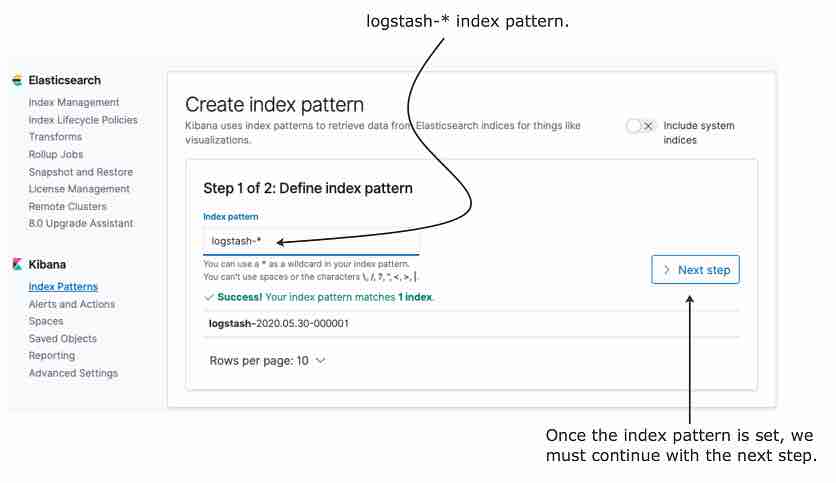 logstash-* index pattern.
Elasticsearch
Index Management
Index Lifecycle Policies
Transforms
Rollup Jobs
Snapshot and Restore
License Management
Remote Clusters
8.0 Upgrade Assistant
Kibana
Index Patterns
Alerts and Actions
Spaces
Saved Objects
Reporting
Advanced Settings
Create index pattern
Kibana uses index patterns to retrieve data from Elasticsearch indices for things like
visualizations.
Include system
indices
Step 1 of 2: Define index pattern
Index pattern
logstash-*
You can use a * as a wildcard in your index pattern.
You can't use spaces or the characters \, /, ?, ", <, >, |.
✓ Success! Your index pattern matches 1 index.
logstash-2020.05.30-000001
Rows per page: 10
> Next step
Once the index pattern is set, we
must continue with the next step.